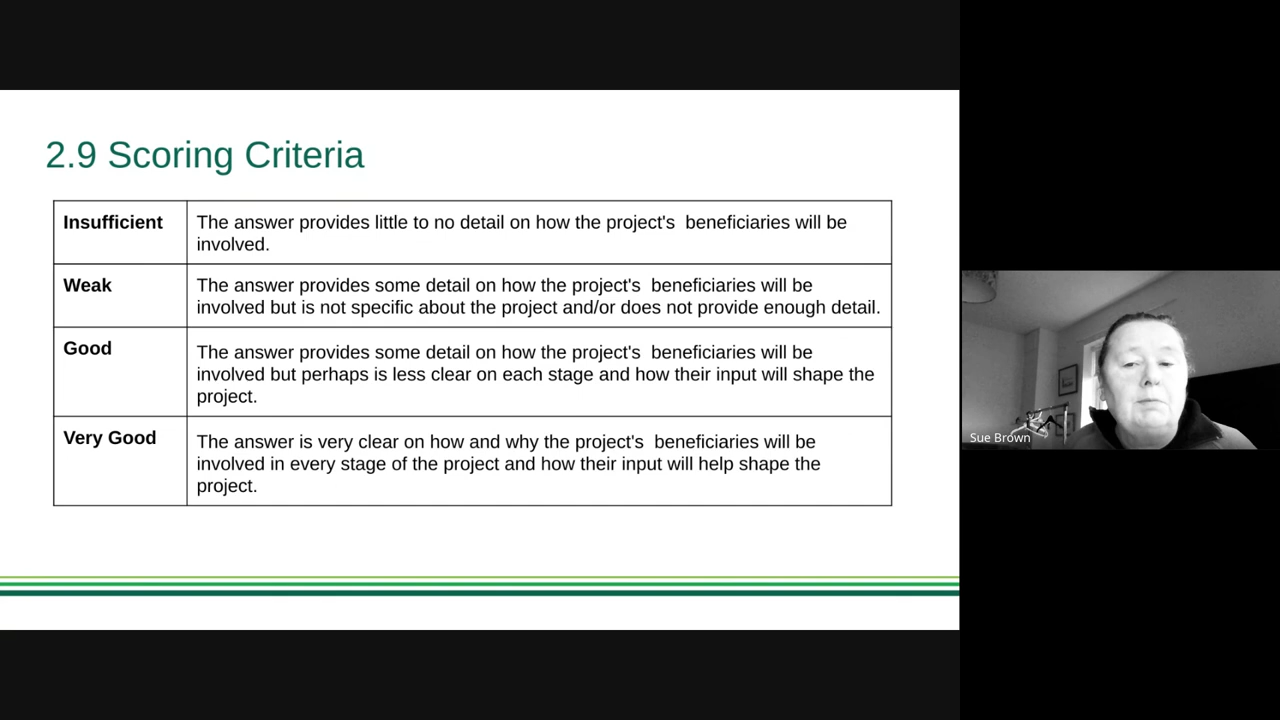 2.9 Scoring Criteria
Insufficient
The answer provides little to no detail on how the project's  beneficiaries will be
involved.
Weak
The answer provides some detail on how the project's  beneficiaries will be
involved but is not specific about the project and/or does not provide enough detail.
Good
The answer provides some detail on how the project's  beneficiaries will be
involved but perhaps is less clear on each stage and how their input will shape the
project.
Very Good
The answer is very clear on how and why the project's  beneficiaries will be
involved in every stage of the project and how their input will help shape the
project.
Sue Brown